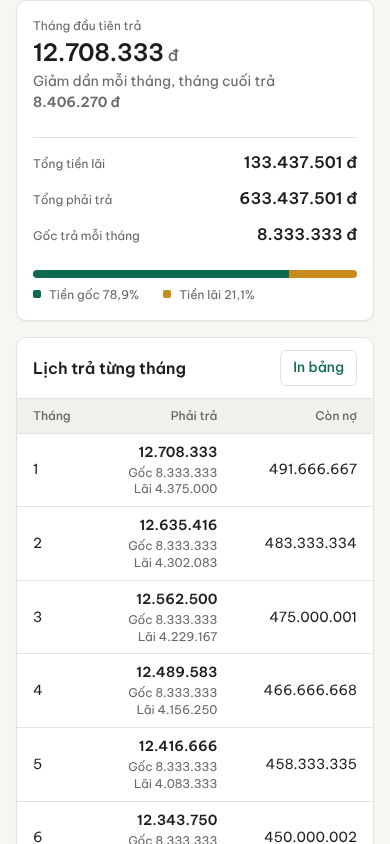 Tháng đầu tiên trả
12.708.333 đ
Giảm dần mỗi tháng, tháng cuối trả
8.406.270 đ
Tổng tiền lãi 133.437.501 đ
Tổng phải trả 633.437.501 đ
Gốc trả mỗi tháng 8.333.333 đ
Tiền gốc 78,9% Tiền lãi 21,1%
Lịch trả từng tháng In bảng
Tháng Phải trả Còn nợ
1 12.708.333 491.666.667
Gốc 8.333.333
Lãi 4.375.000
2 12.635.416 483.333.334
Gốc 8.333.333
Lãi 4.302.083
3 12.562.500 475.000.001
Gốc 8.333.333
Lãi 4.229.167
4 12.489.583 466.666.668
Gốc 8.333.333
Lãi 4.156.250
5 12.416.666 458.333.335
Gốc 8.333.333
Lãi 4.083.333
6 12.343.750 450.000.002
Gốc 8.333.333